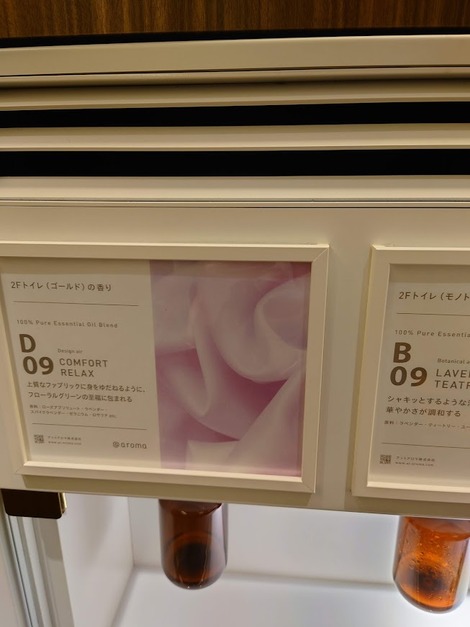 2Fトイレ(ゴールド)の香り
100% Pure Essential Oil Blend
D
09
Design air
COMFORT
RELAX
上質なファブリックに身をゆだねるように、
フローラルグリーンの至福に包まれる
@aroma
2Fトイレ(モノト
100% Pure Essentia
B
09
Botanical a
LAVE
TEATR
シャキッとするような
華やかさが調和する